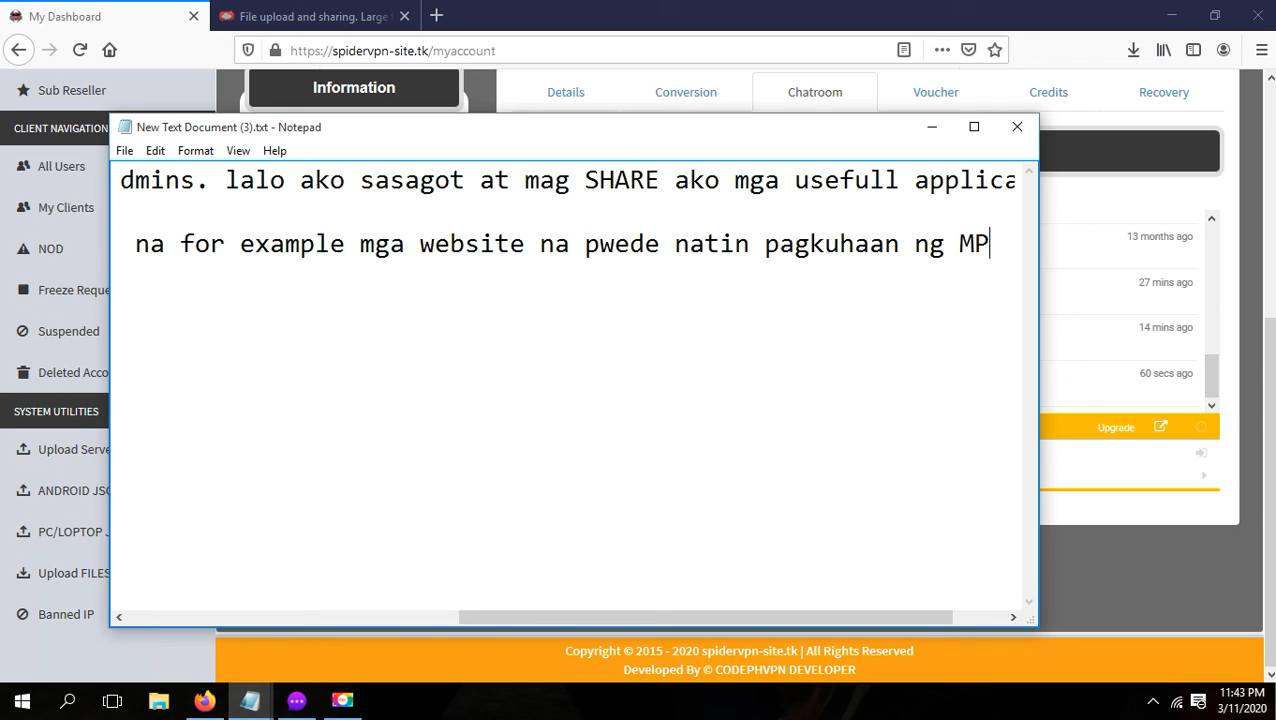 My Dashboard
File upload and sharing. Large
https://spidervpn-site.tk/myaccount
Sub Reseller
Information
Details
Conversion
Chatroom
Voucher
Credits
Recovery
CLIENT NAVIGATION
New Text Document (3).txt - Notepad
File Edit Format View Help
dmins. lalo ako sasagot at mag SHARE ako mga usefull applica
na for example mga website na pwede natin pagkuhaan ng MP
All Users
My Clients
NOD
Freeze Reque
Suspended
Deleted Acco
SYSTEM UTILITIES
Upload Serve
ANDROID JSO
PC/LOPTOP J
Upload FILES
Banned IP
13 months ago
27 mins ago
14 mins ago
60 secs ago
Upgrade
Copyright © 2015 - 2020 spidervpn-site.tk | All Rights Reserved
Developed By © CODEPHVPN DEVELOPER
11:43 PM
3/11/2020